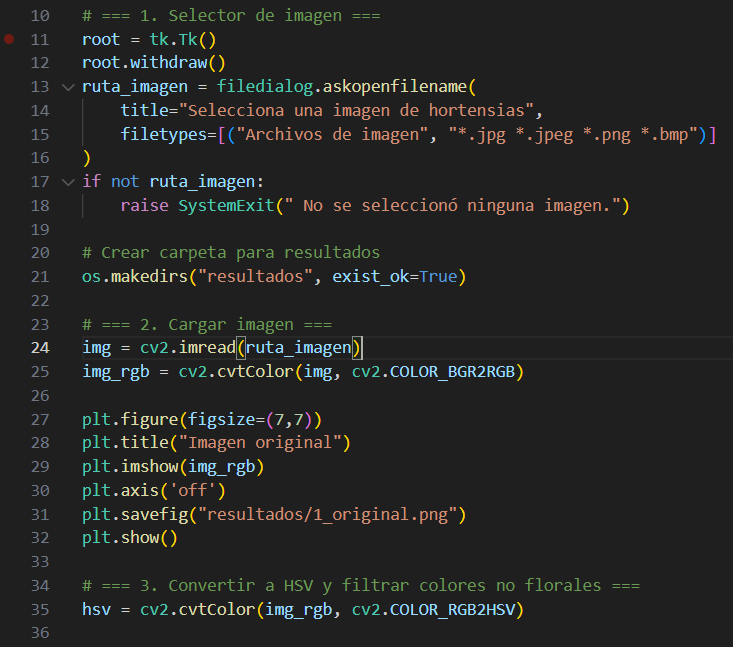 10 # === 1. Selector de imagen ===
11 root = tk.Tk()
12 root.withdraw()
13 ruta_imagen = filedialog.askopenfilename(
14     title="Selecciona una imagen de hortensias",
15     filetypes=[("Archivos de imagen", "*.jpg *.jpeg *.png *.bmp")]
16 )
17 if not ruta_imagen:
18     raise SystemExit(" No se seleccionó ninguna imagen.")
19
20 # Crear carpeta para resultados
21 os.makedirs("resultados", exist_ok=True)
22
23 # === 2. Cargar imagen ===
24 img = cv2.imread(ruta_imagen)
25 img_rgb = cv2.cvtColor(img, cv2.COLOR_BGR2RGB)
26
27 plt.figure(figsize=(7,7))
28 plt.title("Imagen original")
29 plt.imshow(img_rgb)
30 plt.axis('off')
31 plt.savefig("resultados/1_original.png")
32 plt.show()
33
34 # === 3. Convertir a HSV y filtrar colores no florales ===
35 hsv = cv2.cvtColor(img_rgb, cv2.COLOR_RGB2HSV)
36